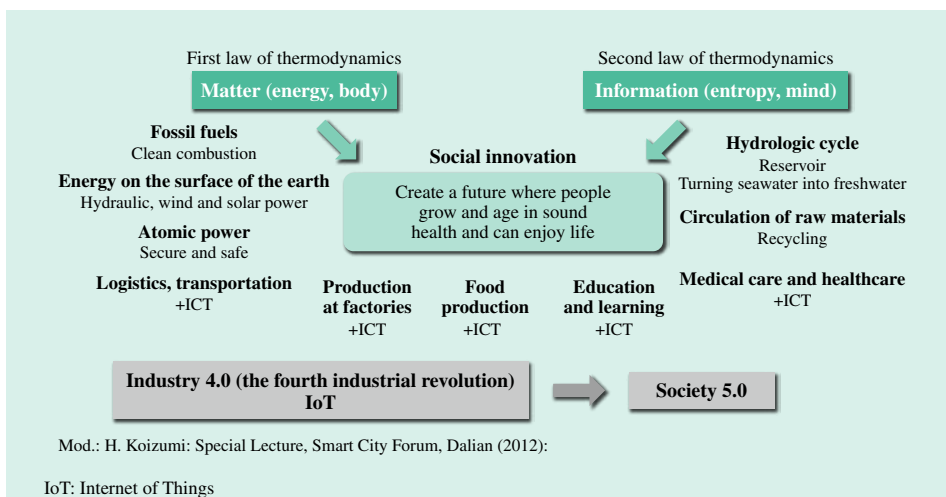 First law of thermodynamics
Matter (energy, body)
Second law of thermodynamics
Information (entropy, mind)
Fossil fuels
Clean combustion
Energy on the surface of the earth
Hydraulic, wind and solar power
Atomic power
Secure and safe
Social innovation
Create a future where people
grow and age in sound
health and can enjoy life
Hydrologic cycle
Reservoir
Turning seawater into freshwater
Circulation of raw materials
Recycling
Logistics, transportation
+ICT
Production
at factories
+ICT
Food
production
+ICT
Education
and learning
+ICT
Medical care and healthcare
+ICT
Industry 4.0 (the fourth industrial revolution)
IoT
Society 5.0
Mod.: H. Koizumi: Special Lecture, Smart City Forum, Dalian (2012):
IoT: Internet of Things